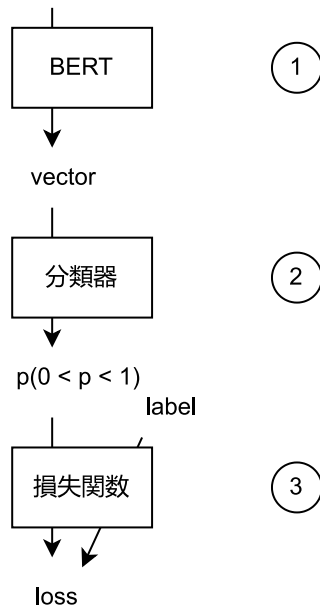 BERT
①
vector
分類器
②
p(0 < p < 1)
label
損失関数
③
loss